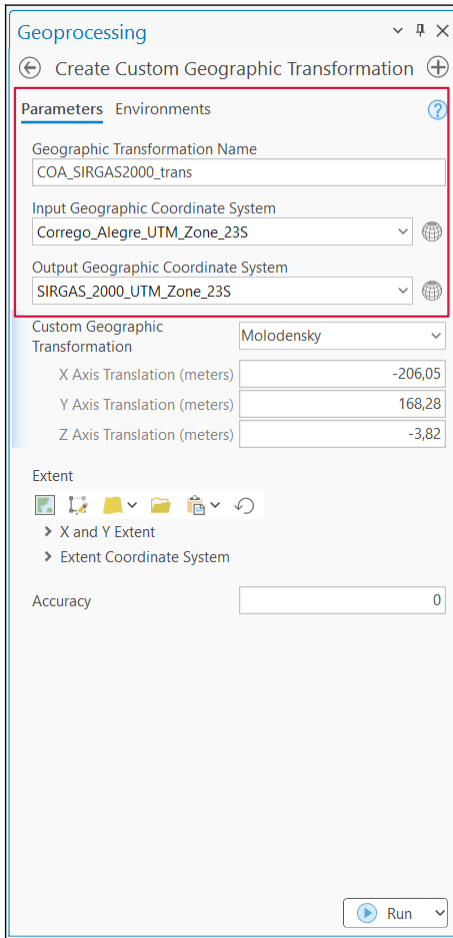 Geoprocessing
Create Custom Geographic Transformation
Parameters Environments
Geographic Transformation Name
COA_SIRGAS2000_trans
Input Geographic Coordinate System
Corrego_Alegre_UTM_Zone_23S
Output Geographic Coordinate System
SIRGAS_2000_UTM_Zone_23S
Custom Geographic
Transformation
Molodensky
X Axis Translation (meters) -206,05
Y Axis Translation (meters) 168,28
Z Axis Translation (meters) -3,82
Extent
X and Y Extent
Extent Coordinate System
Accuracy 0
Run